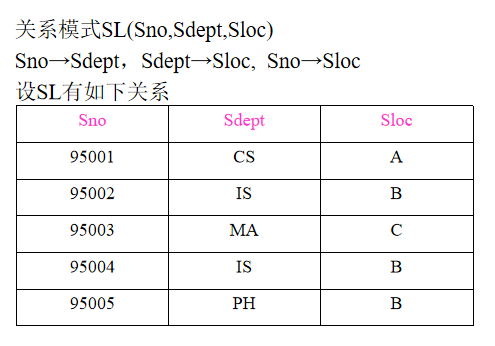 关系模式SL(Sno,Sdept,Sloc)
Sno→Sdept，Sdept→Sloc, Sno→Sloc
设SL有如下关系
Sno Sdept Sloc
95001 CS A
95002 IS B
95003 MA C
95004 IS B
95005 PH B